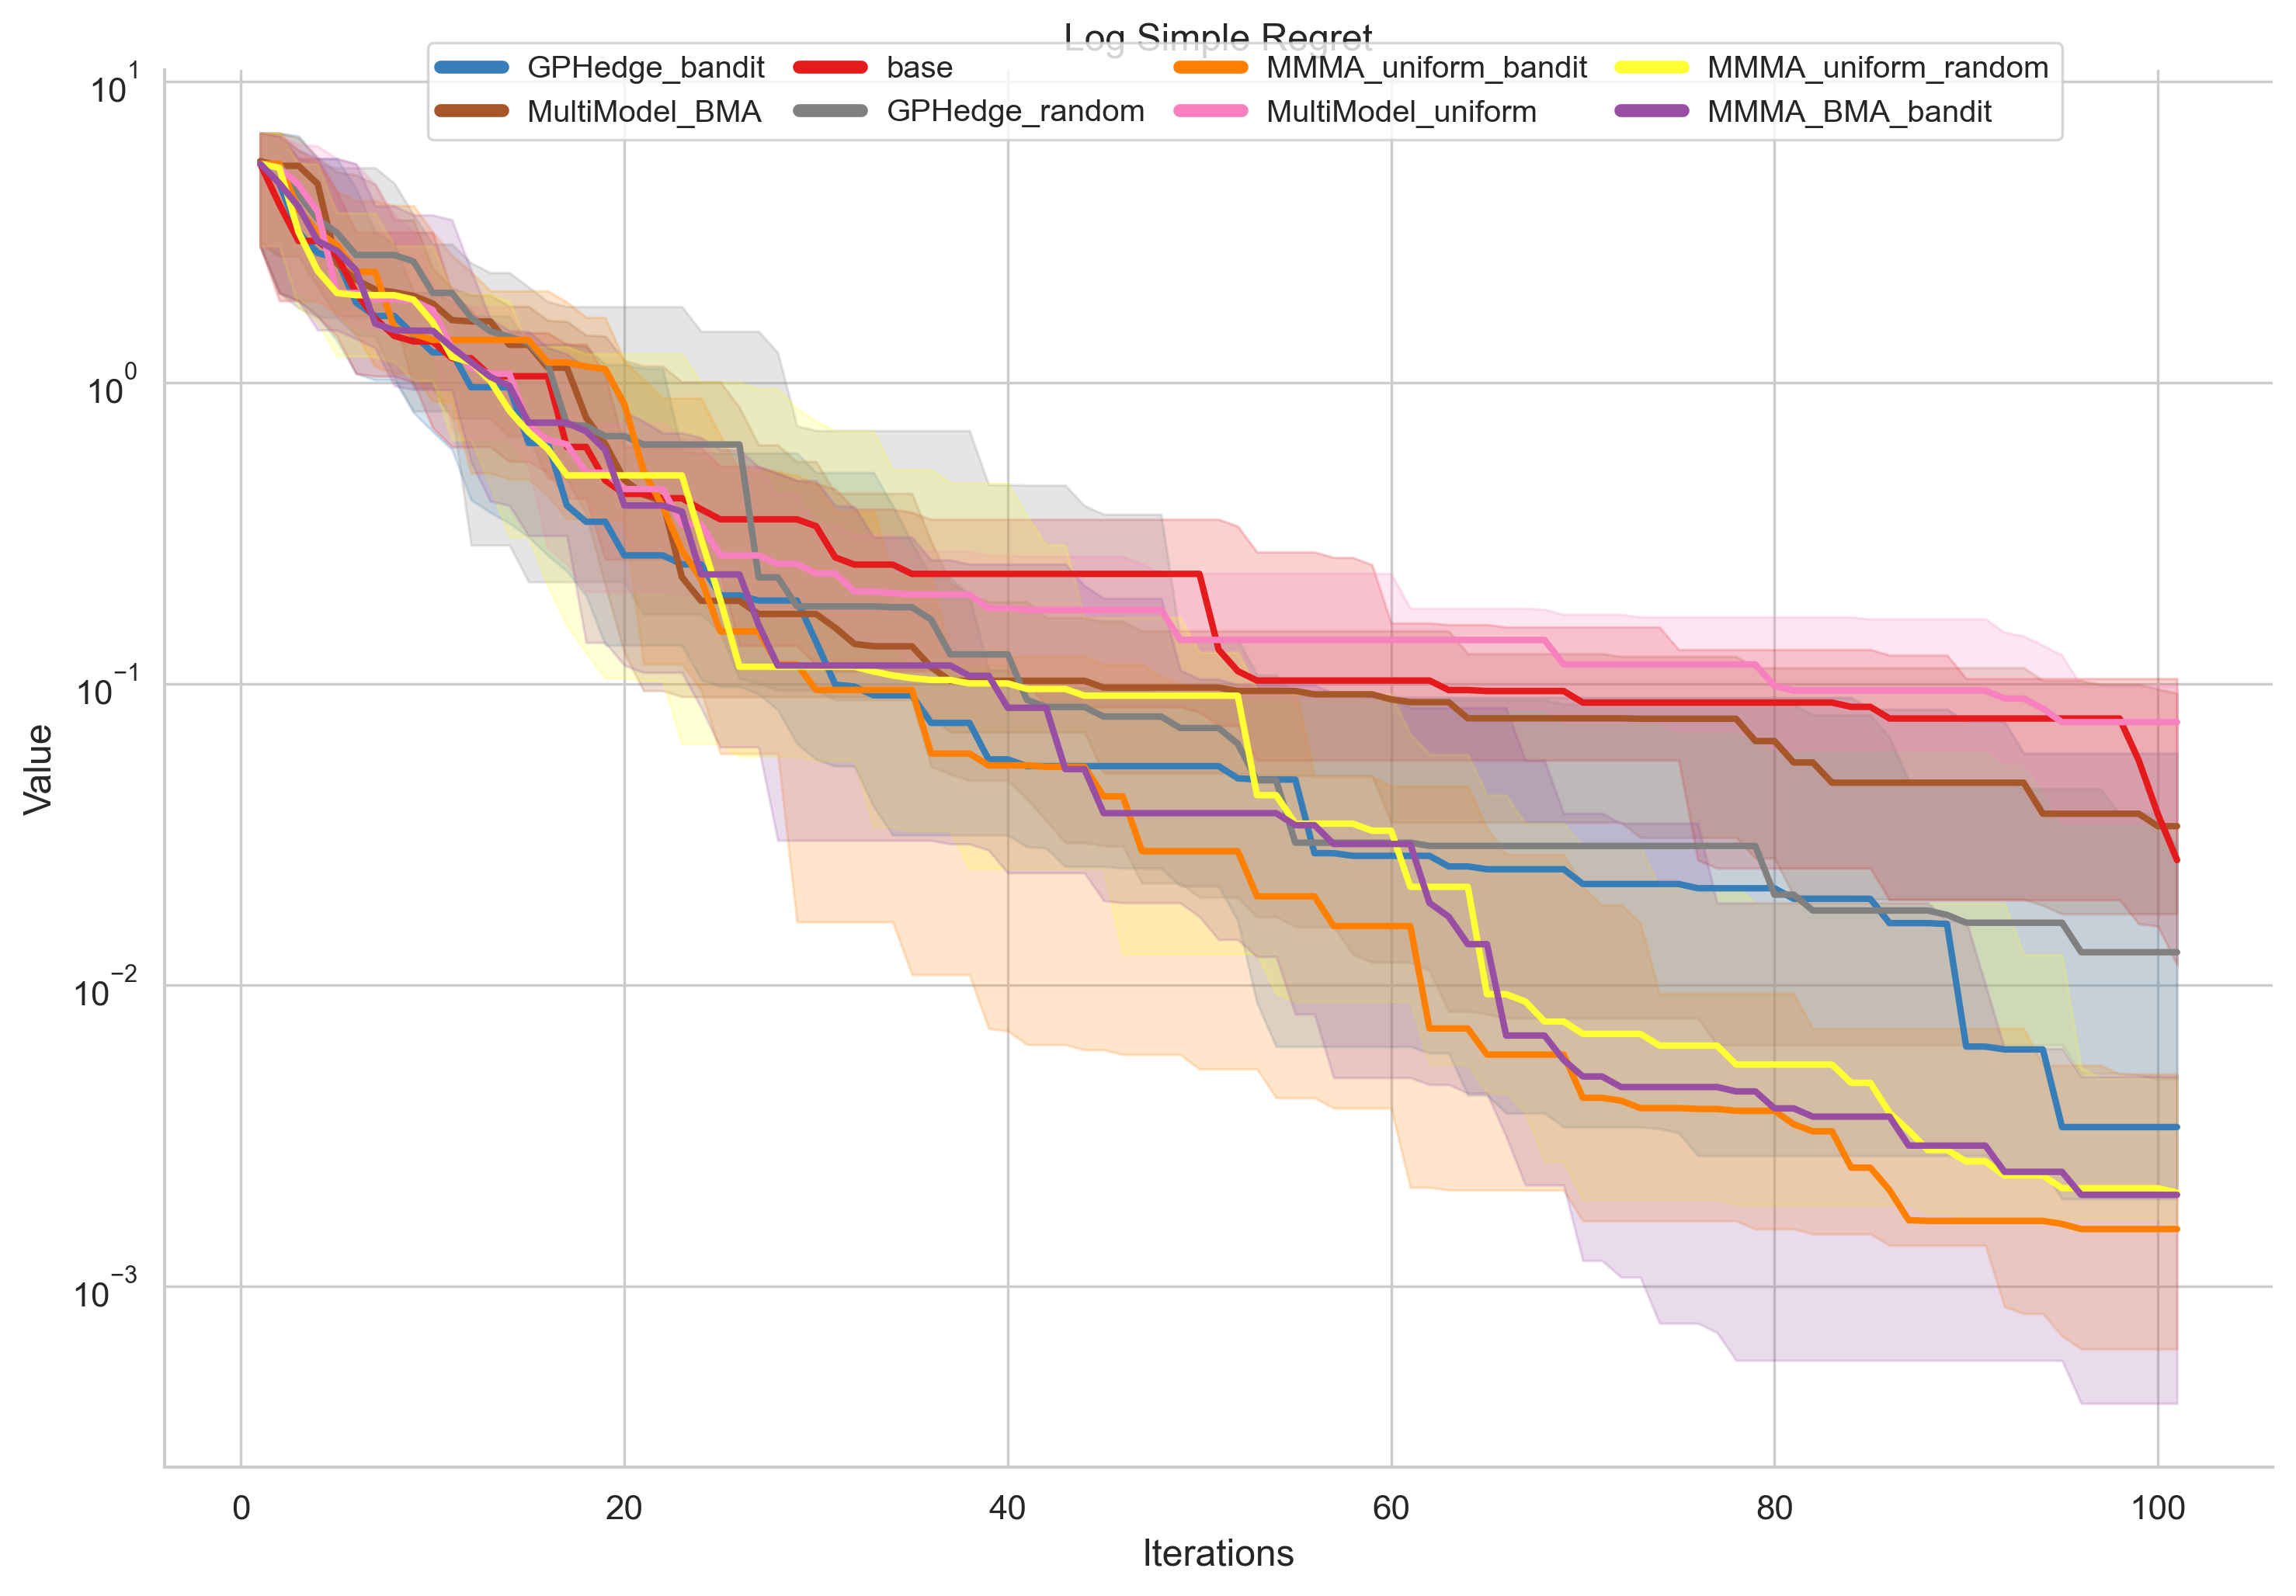 Log Simple Regret
GPHedge_bandit base MMMA_uniform_bandit MMMA_uniform_random
MultiModel_BMA GPHedge_random MultiModel_uniform MMMA_BMA_bandit
10^1
10^0
10^−1
10^−2
10^−3
Value
0 20 40 60 80 100
Iterations